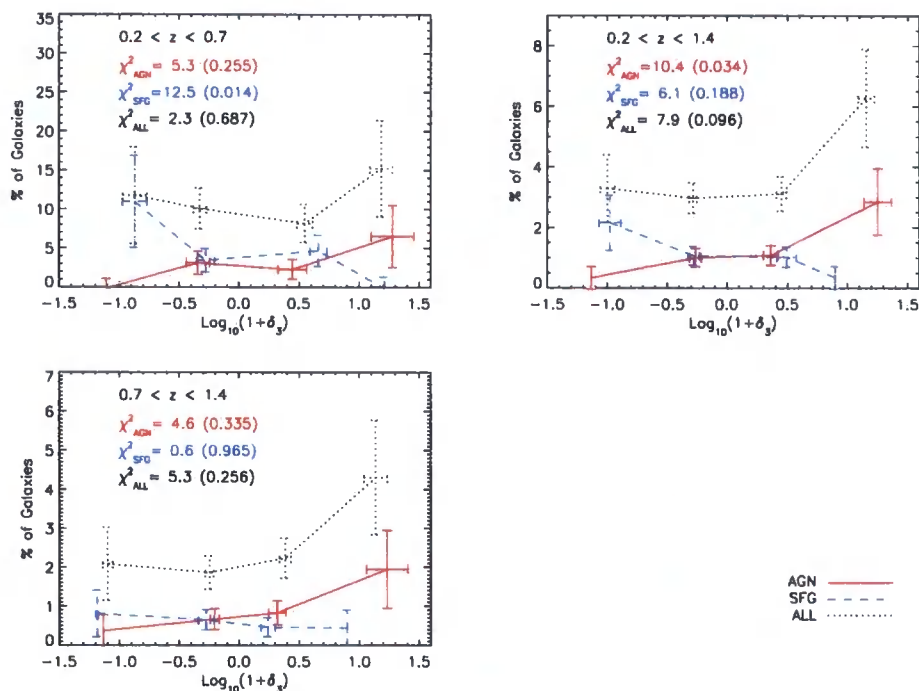 0.2 < z < 0.7
χ²AGN= 5.3 (0.255)
χ²SFG=12.5 (0.014)
χ²ALL= 2.3 (0.687)
% of Galaxies
35
30
25
20
15
10
5
0
−1.5 −1.0 −0.5 0.0 0.5 1.0 1.5
Log10(1+δ3)
0.2 < z < 1.4
χ²AGN=10.4 (0.034)
χ²SFG= 6.1 (0.188)
χ²ALL= 7.9 (0.096)
% of Galaxies
8
6
4
2
0
−1.5 −1.0 −0.5 0.0 0.5 1.0 1.5
Log10(1+δ3)
0.7 < z < 1.4
χ²AGN= 4.6 (0.335)
χ²SFG= 0.6 (0.965)
χ²ALL= 5.3 (0.256)
% of Galaxies
7
6
5
4
3
2
1
0
−1.5 −1.0 −0.5 0.0 0.5 1.0 1.5
Log10(1+δ3)
AGN
SFG
ALL